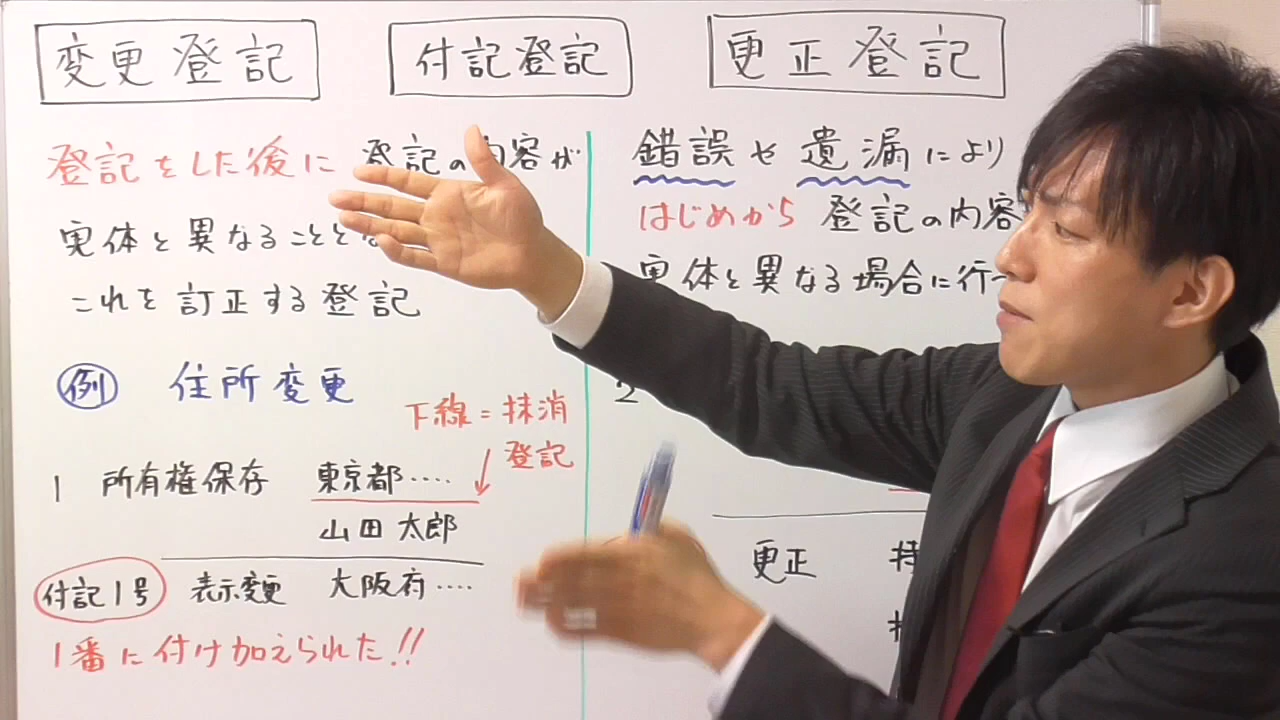 変更登記
付記登記
更正登記
登記をした後に 登記の内容が
実体と異なることと
これを訂正する登記
例 住所変更
下線=抹消
登記
1 所有権保存 東京都‥‥
山田太郎
付記1号 表示変更 大阪府‥‥
1番に付け加えられた!!
錯誤や遺漏により
はじめから 登記の内容
実体と異なる場合に行
2
更正